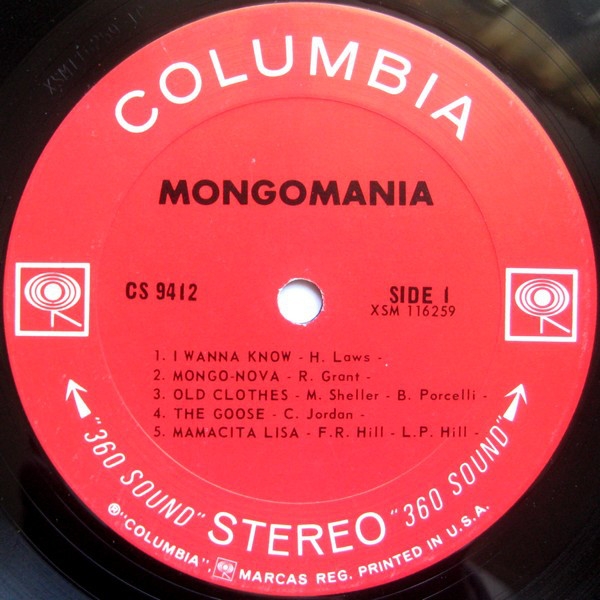 XSM116259
COLUMBIA
MONGOMANIA
CS 9412
SIDE 1
XSM 116259
1. I WANNA KNOW - H. Laws -
2. MONGO-NOVA - R. Grant -
3. OLD CLOTHES - M. Sheller - B. Porcelli -
4. THE GOOSE - C. Jordan -
5. MAMACITA LISA - F.R. Hill - L.P. Hill -
"360 SOUND" STEREO "360 SOUND"
®"COLUMBIA", MARCAS REG. PRINTED IN U.S.A.